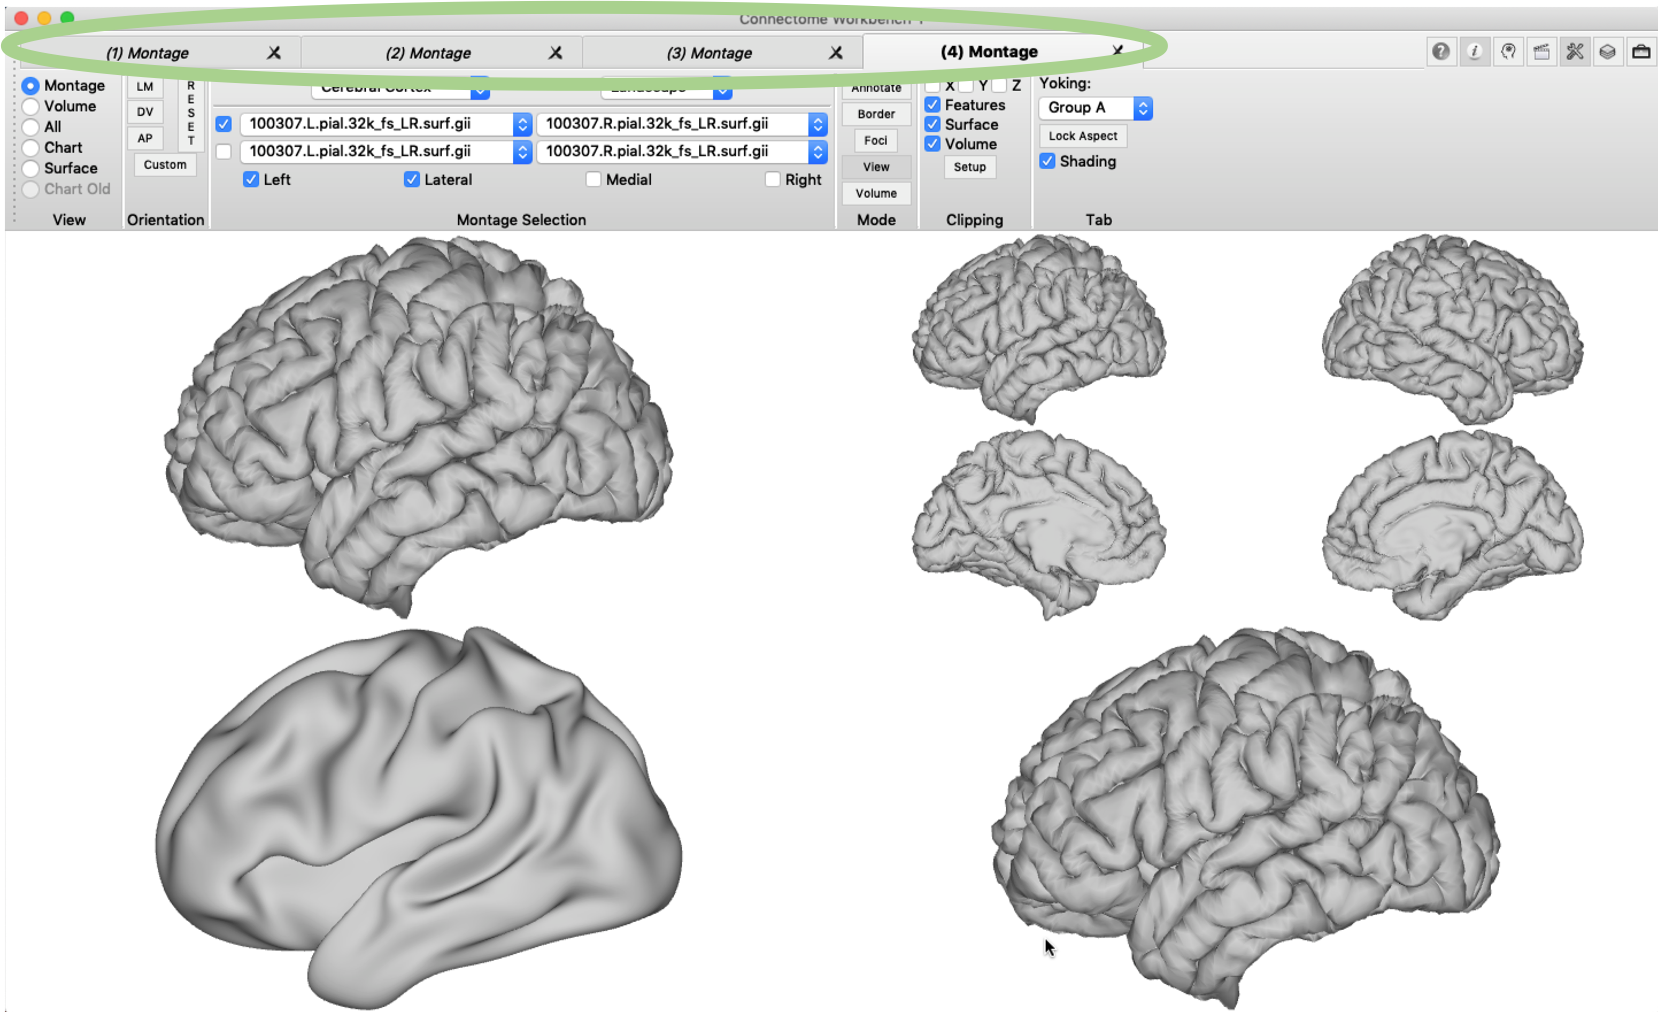 Connectome Workbench
(1) Montage (2) Montage (3) Montage (4) Montage
Montage
Volume
All
Chart
Surface
Chart Old
View
LM
DV
AP
Custom
RESET
Orientation
Cerebral Cortex Landscape
100307.L.pial.32k_fs_LR.surf.gii 100307.R.pial.32k_fs_LR.surf.gii
100307.L.pial.32k_fs_LR.surf.gii 100307.R.pial.32k_fs_LR.surf.gii
Left Lateral Medial Right
Montage Selection
Annotate
Border
Foci
View
Volume
Mode
X Y Z
Features
Surface
Volume
Setup
Clipping
Yoking:
Group A
Lock Aspect
Shading
Tab